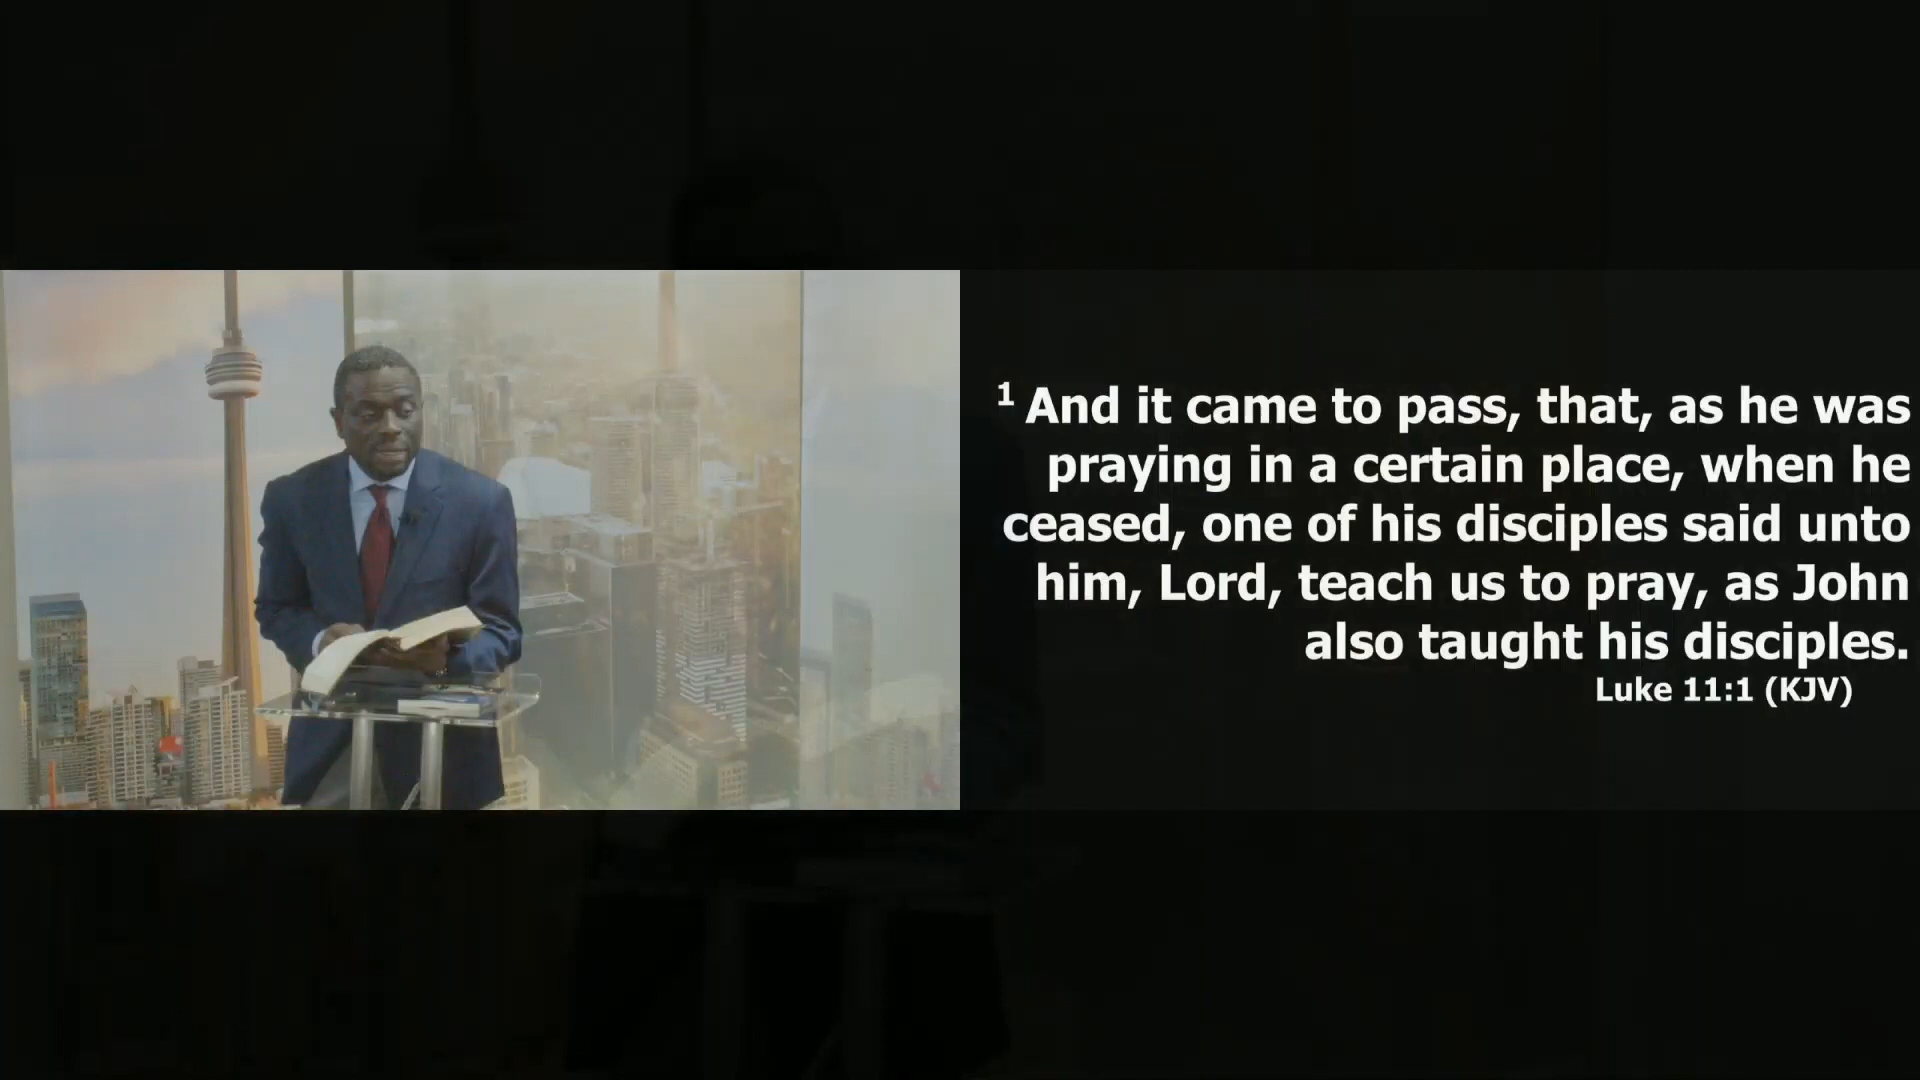 1 And it came to pass, that, as he was
praying in a certain place, when he
ceased, one of his disciples said unto
him, Lord, teach us to pray, as John
also taught his disciples.
Luke 11:1 (KJV)